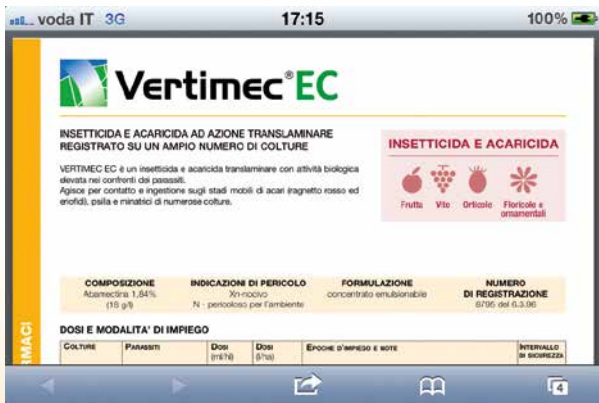 voda IT 3G 17:15 100%
Vertimec® EC
INSETTICIDA E ACARICIDA AD AZIONE TRANSLAMINARE
REGISTRATO SU UN AMPIO NUMERO DI COLTURE
VERTIMEC EC è un insetticida e acaricida translaminare con attività biologica
elevata nei confronti dei parassiti.
Agisce per contatto e ingestione sugli stadi mobili di acari (ragnetto rosso ed
eriofidi), psilla e minatrici di numerose colture.
INSETTICIDA E ACARICIDA
Frutta Vite Orticole Floricole e
ornamentali
COMPOSIZIONE
Abamectina 1,84%
(18 g/l)
INDICAZIONI DI PERICOLO
Xn-nocivo
N - pericoloso per l'ambiente
FORMULAZIONE
concentrato emulsionabile
NUMERO
DI REGISTRAZIONE
8795 del 6.3.96
DOSI E MODALITA' DI IMPIEGO
COLTURE PARASSITI DOSI DOSI EPOCHE D'IMPIEGO E NOTE INTERVALLO
(ml/hl) (l/ha) DI SICUREZZA
RMACI
4